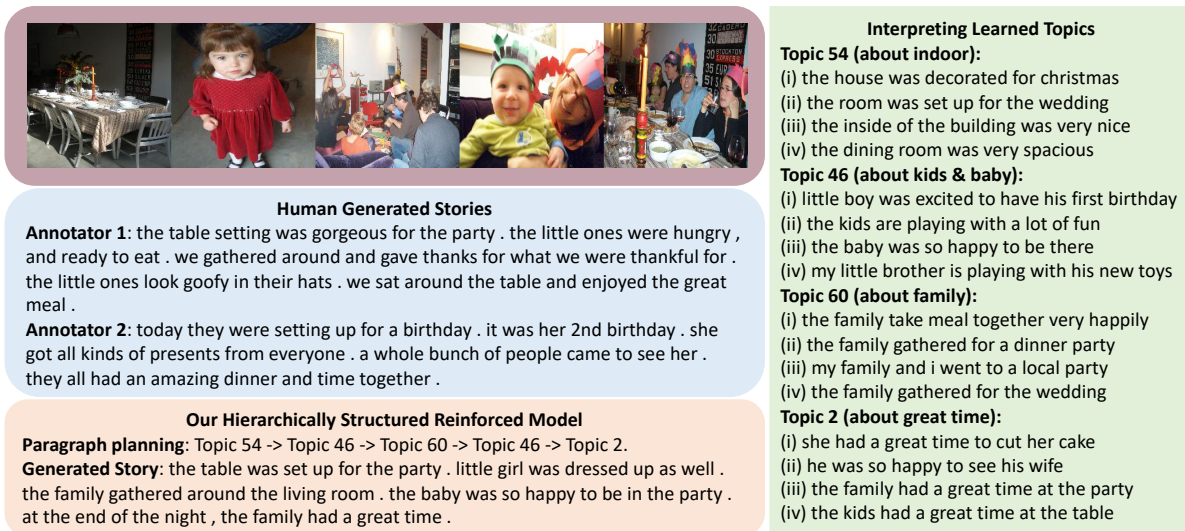 Human Generated Stories
Annotator 1: the table setting was gorgeous for the party . the little ones were hungry ,
and ready to eat . we gathered around and gave thanks for what we were thankful for .
the little ones look goofy in their hats . we sat around the table and enjoyed the great
meal .
Annotator 2: today they were setting up for a birthday . it was her 2nd birthday . she
got all kinds of presents from everyone . a whole bunch of people came to see her .
they all had an amazing dinner and time together .
Our Hierarchically Structured Reinforced Model
Paragraph planning: Topic 54 -> Topic 46 -> Topic 60 -> Topic 46 -> Topic 2.
Generated Story: the table was set up for the party . little girl was dressed up as well .
the family gathered around the living room . the baby was so happy to be in the party .
at the end of the night , the family had a great time .
Interpreting Learned Topics
Topic 54 (about indoor):
(i) the house was decorated for christmas
(ii) the room was set up for the wedding
(iii) the inside of the building was very nice
(iv) the dining room was very spacious
Topic 46 (about kids & baby):
(i) little boy was excited to have his first birthday
(ii) the kids are playing with a lot of fun
(iii) the baby was so happy to be there
(iv) my little brother is playing with his new toys
Topic 60 (about family):
(i) the family take meal together very happily
(ii) the family gathered for a dinner party
(iii) my family and i went to a local party
(iv) the family gathered for the wedding
Topic 2 (about great time):
(i) she had a great time to cut her cake
(ii) he was so happy to see his wife
(iii) the family had a great time at the party
(iv) the kids had a great time at the table